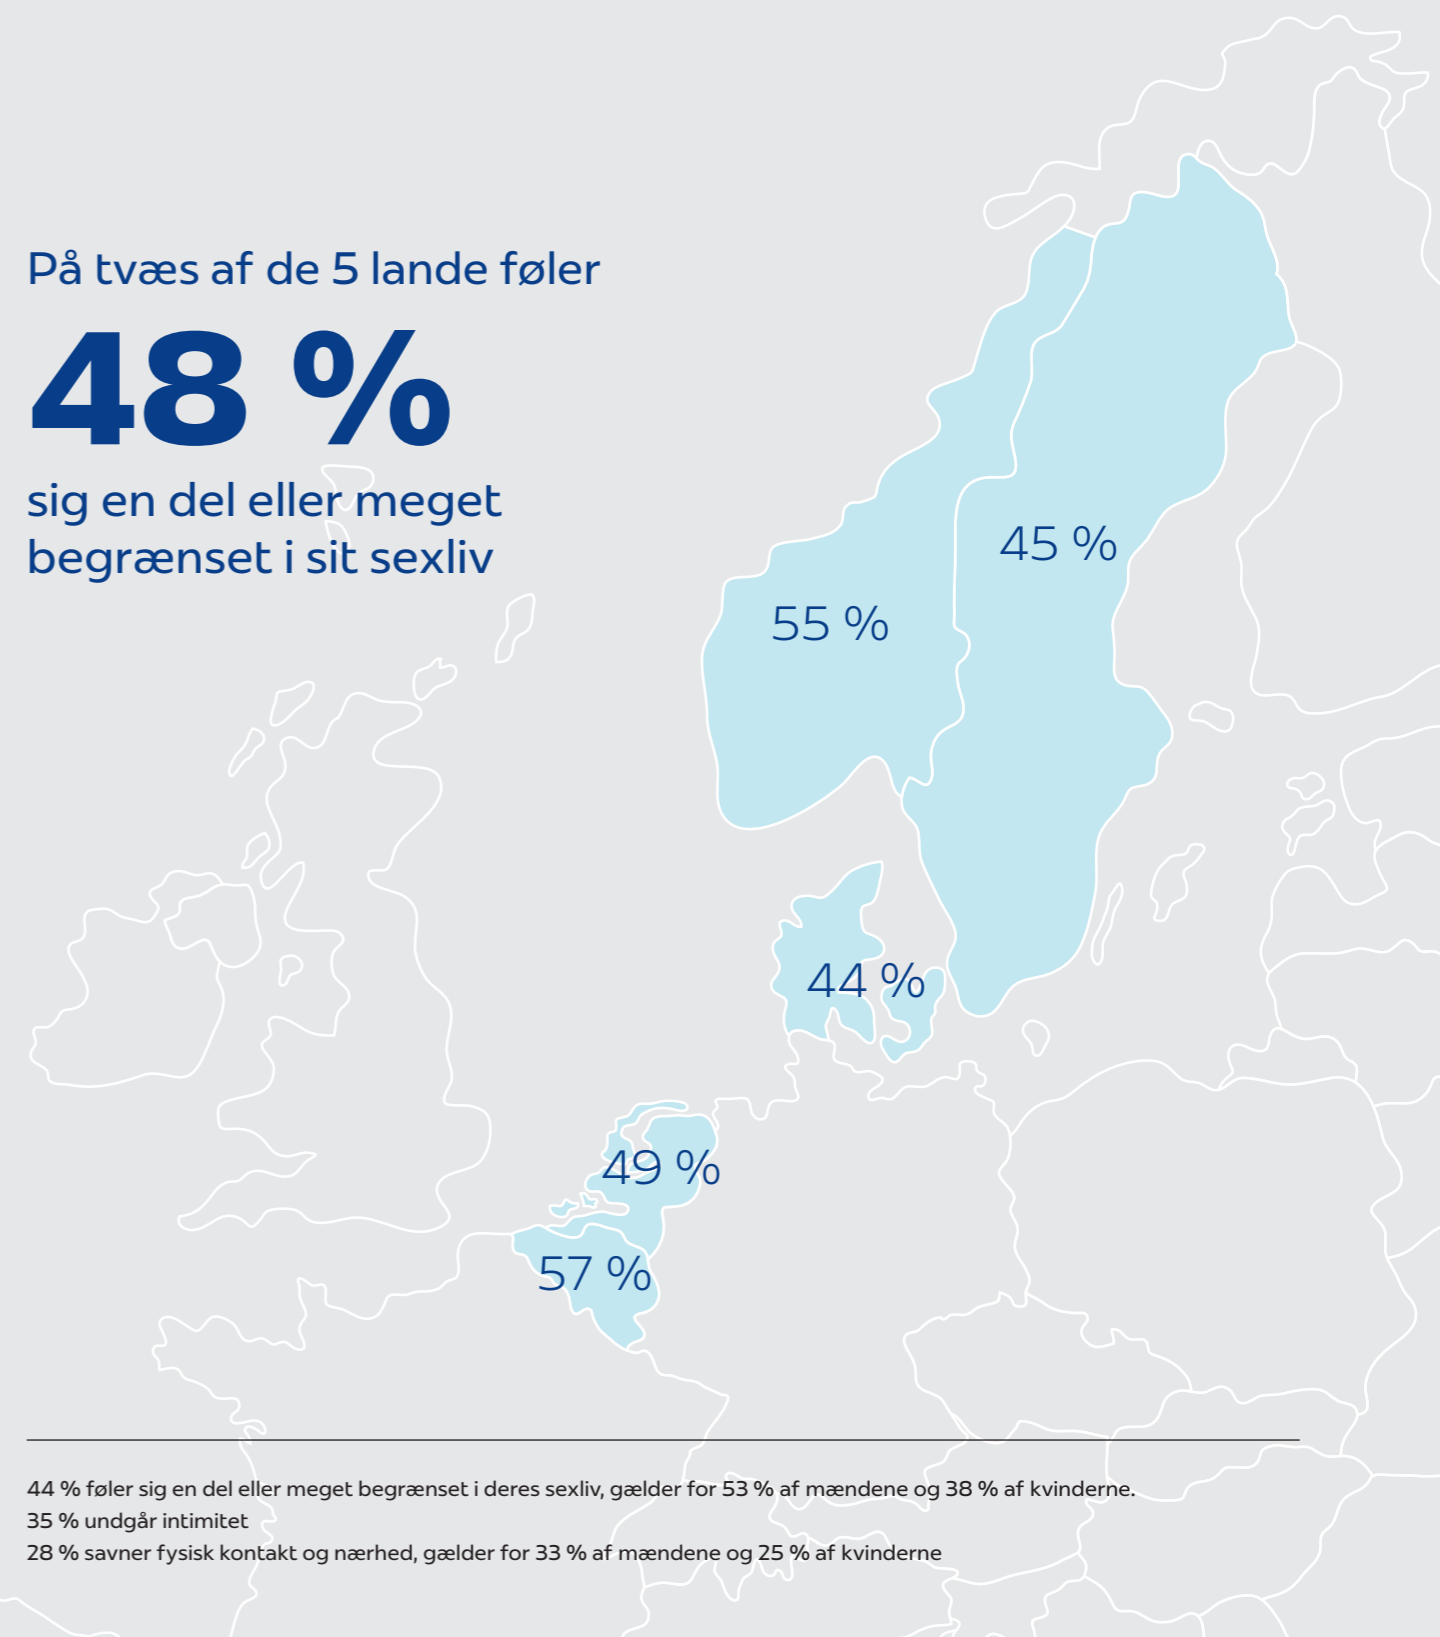 På tvæs af de 5 lande føler
48 %
sig en del eller meget
begrænset i sit sexliv
45 %
55 %
44 %
49 %
57 %
44 % føler sig en del eller meget begrænset i deres sexliv, gælder for 53 % af mændene og 38 % af kvinderne.
35 % undgår intimitet
28 % savner fysisk kontakt og nærhed, gælder for 33 % af mændene og 25 % af kvinderne